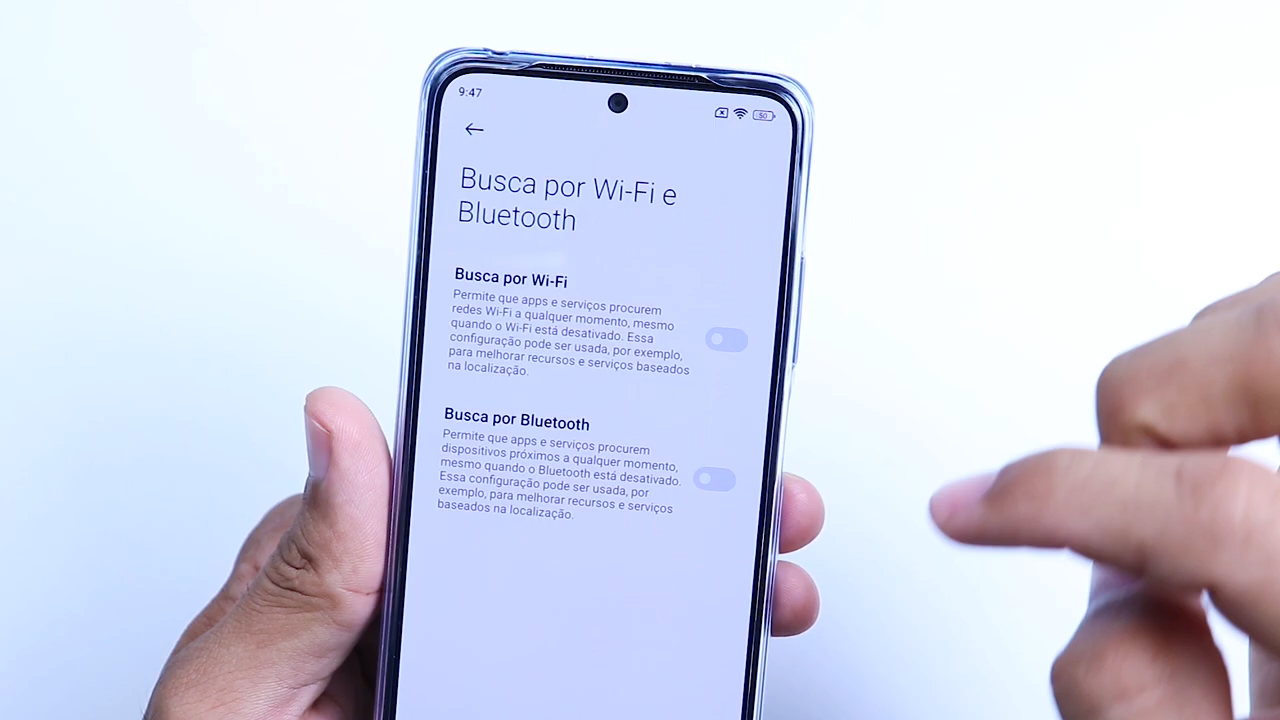 9:47
50
Busca por Wi-Fi e
Bluetooth
Busca por Wi-Fi
Permite que apps e serviços procurem
redes Wi-Fi a qualquer momento, mesmo
quando o Wi-Fi está desativado. Essa
configuração pode ser usada, por exemplo,
para melhorar recursos e serviços baseados
na localização.
Busca por Bluetooth
Permite que apps e serviços procurem
dispositivos próximos a qualquer momento,
mesmo quando o Bluetooth está desativado.
Essa configuração pode ser usada, por
exemplo, para melhorar recursos e serviços
baseados na localização.